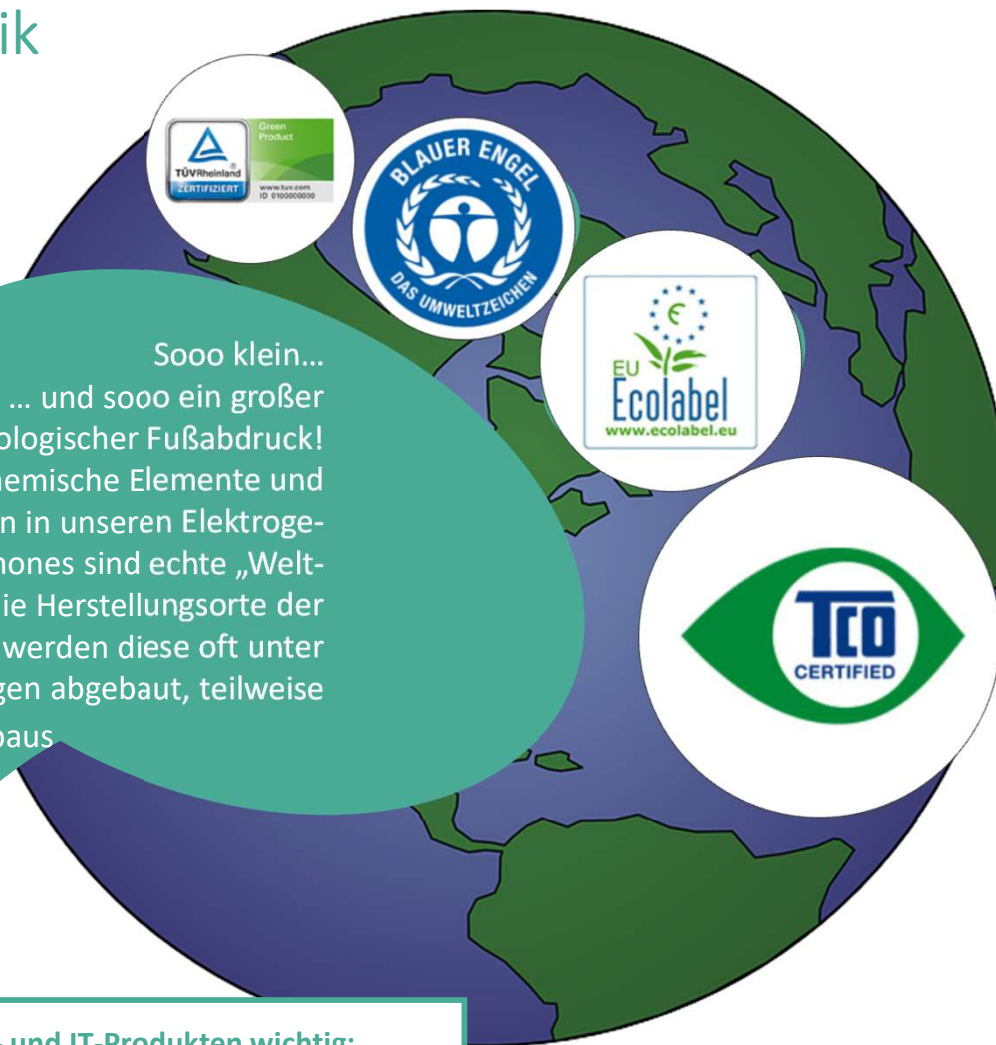 ik
TÜVRheinland
ZERTIFIZIERT
Green
Product
www.tuv.com
ID 0100000000
BLAUER ENGEL
DAS UMWELTZEICHEN
EU
Ecolabel
www.ecolabel.eu
TCO
CERTIFIED
Sooo klein…
… und sooo ein großer
ologischer Fußabdruck!
emische Elemente und
n in unseren Elektroge-
ones sind echte „Welt-
ie Herstellungsorte der
werden diese oft unter
gen abgebaut, teilweise
baus
und IT-Produkten wichtig: